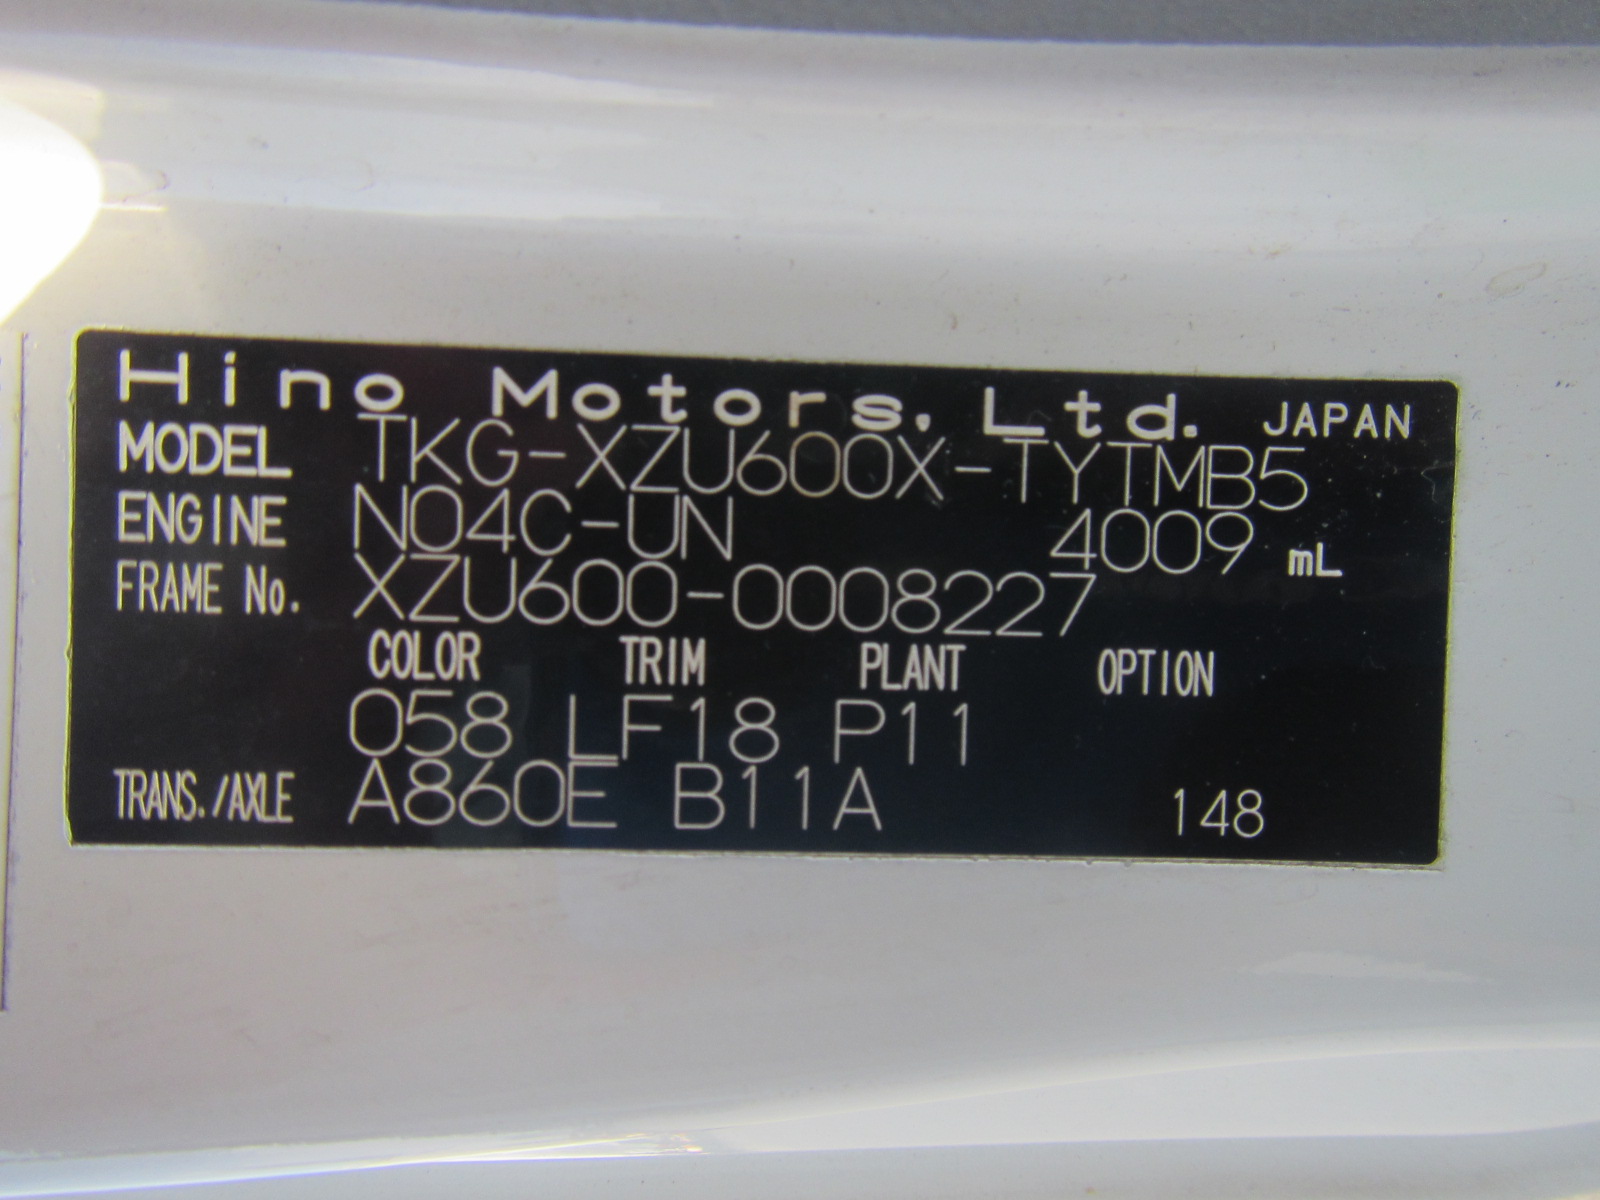 Hino Motors, Ltd. JAPAN
MODEL TKG-XZU600X-TYTMB5
ENGINE N04C-UN 4009 mL
FRAME No. XZU600-0008227
COLOR TRIM PLANT OPTION
058 LF18 P11
TRANS./AXLE A860E B11A 148